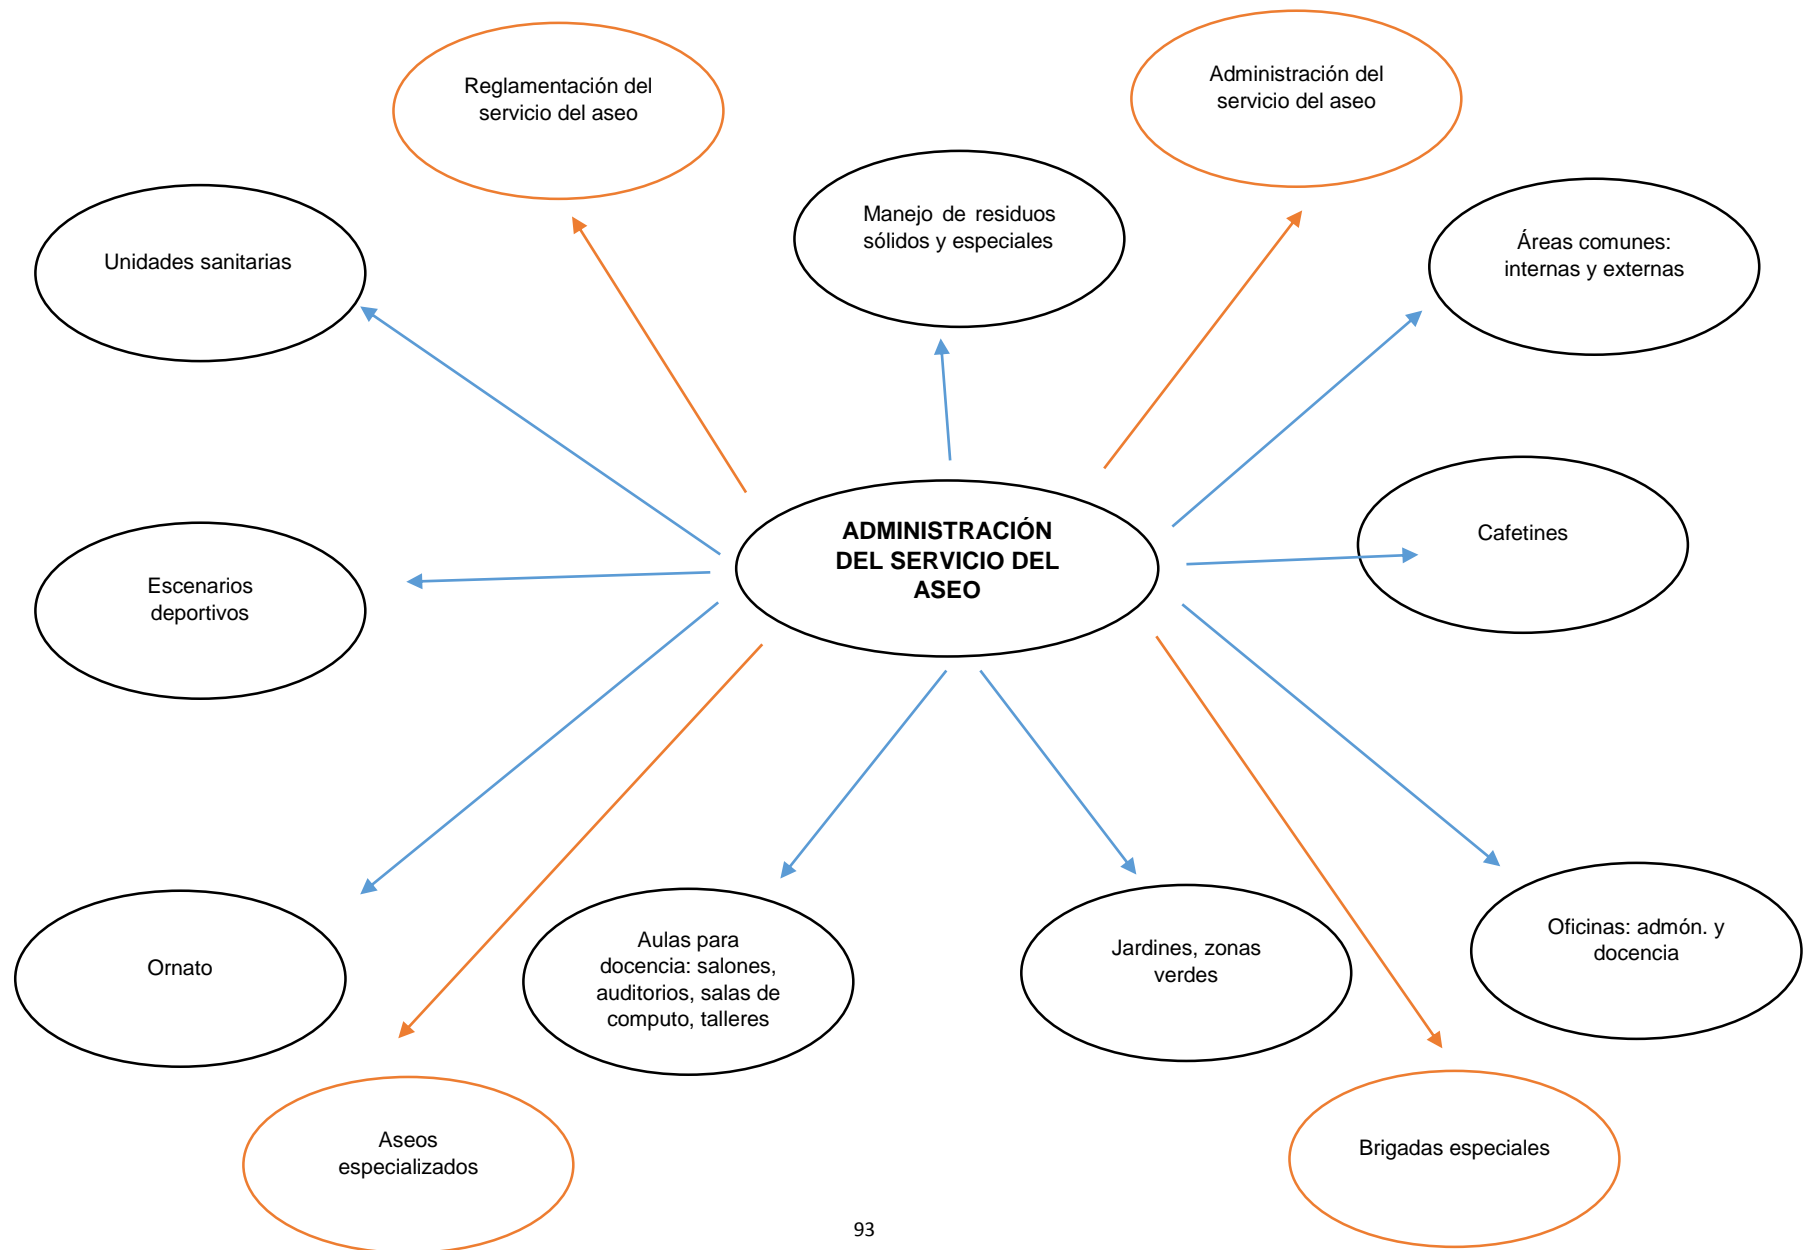 Reglamentación del
servicio del aseo
Administración del
servicio del aseo
Manejo de residuos
sólidos y especiales
Unidades sanitarias
Áreas comunes:
internas y externas
ADMINISTRACIÓN
DEL SERVICIO DEL
ASEO
Cafetines
Escenarios
deportivos
Ornato
Aulas para
docencia: salones,
auditorios, salas de
computo, talleres
Jardines, zonas
verdes
Oficinas: admón. y
docencia
Aseos
especializados
Brigadas especiales
93